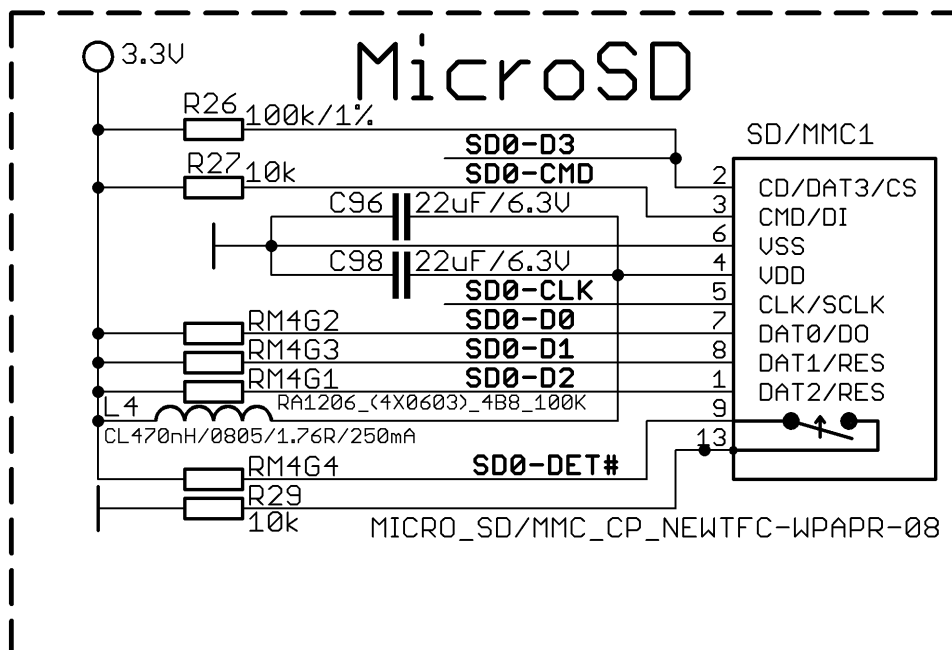 MicroSD
3.3V
R26 100k/1%
SD/MMC1
SD0-D3
R27 10k
SD0-CMD
2 CD/DAT3/CS
C96 22uF/6.3V
3 CMD/DI
6 VSS
C98 22uF/6.3V
4 VDD
SD0-CLK
5 CLK/SCLK
RM4G2
SD0-D0
7 DAT0/DO
RM4G3
SD0-D1
8 DAT1/RES
RM4G1
SD0-D2
1 DAT2/RES
L4
RA1206_(4X0603)_4B8_100K
9
CL470nH/0805/1.76R/250mA
13
RM4G4
SD0-DET#
R29
10k
MICRO_SD/MMC_CP_NEWTFC-WPAPR-08